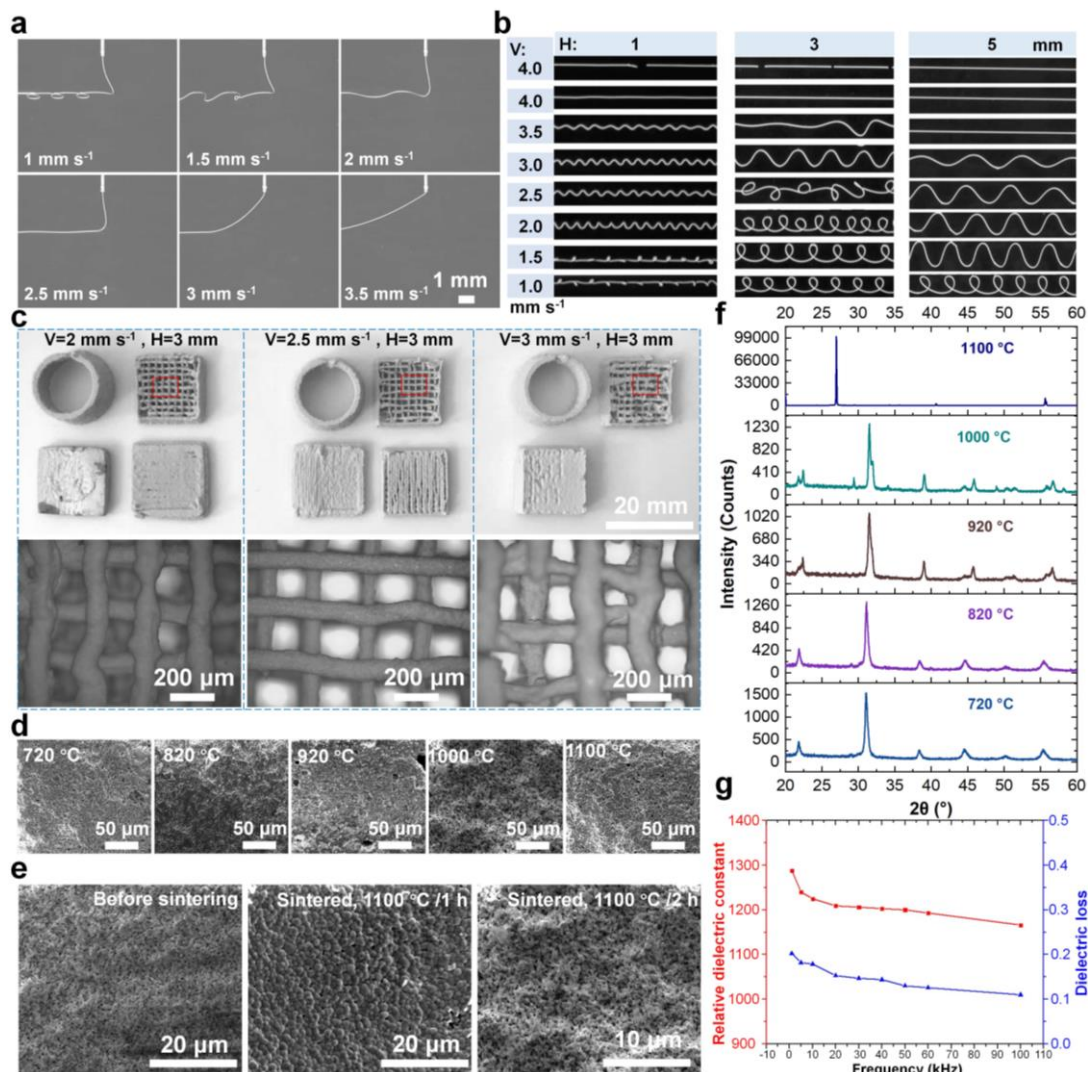 a
1 mm s-1
1.5 mm s-1
2 mm s-1
2.5 mm s-1
3 mm s-1
3.5 mm s-1
1 mm
b
V: H: 1 3 5 mm
4.0
4.0
3.5
3.0
2.5
2.0
1.5
1.0
mm s-1
c
V=2 mm s-1 , H=3 mm
V=2.5 mm s-1 , H=3 mm
V=3 mm s-1 , H=3 mm
20 mm
200 μm
200 μm
200 μm
d
720 °C
820 °C
920 °C
1000 °C
1100 °C
50 μm
50 μm
50 μm
50 μm
50 μm
e
Before sintering
Sintered, 1100 °C /1 h
Sintered, 1100 °C /2 h
20 μm
20 μm
10 μm
f
20 25 30 35 40 45 50 55 60
99000
66000
33000
0
1100 °C
1230
820
410
0
1000 °C
1020
680
340
0
920 °C
1260
840
420
0
820 °C
1500
1000
500
0
720 °C
Intensity (Counts)
20 25 30 35 40 45 50 55 60
2θ (°)
g
Relative dielectric constant
1400
1300
1200
1100
1000
900
Dielectric loss
0.5
0.4
0.3
0.2
0.1
0.0
-10 0 10 20 30 40 50 60 70 80 90 100 110
Frequency (kHz)